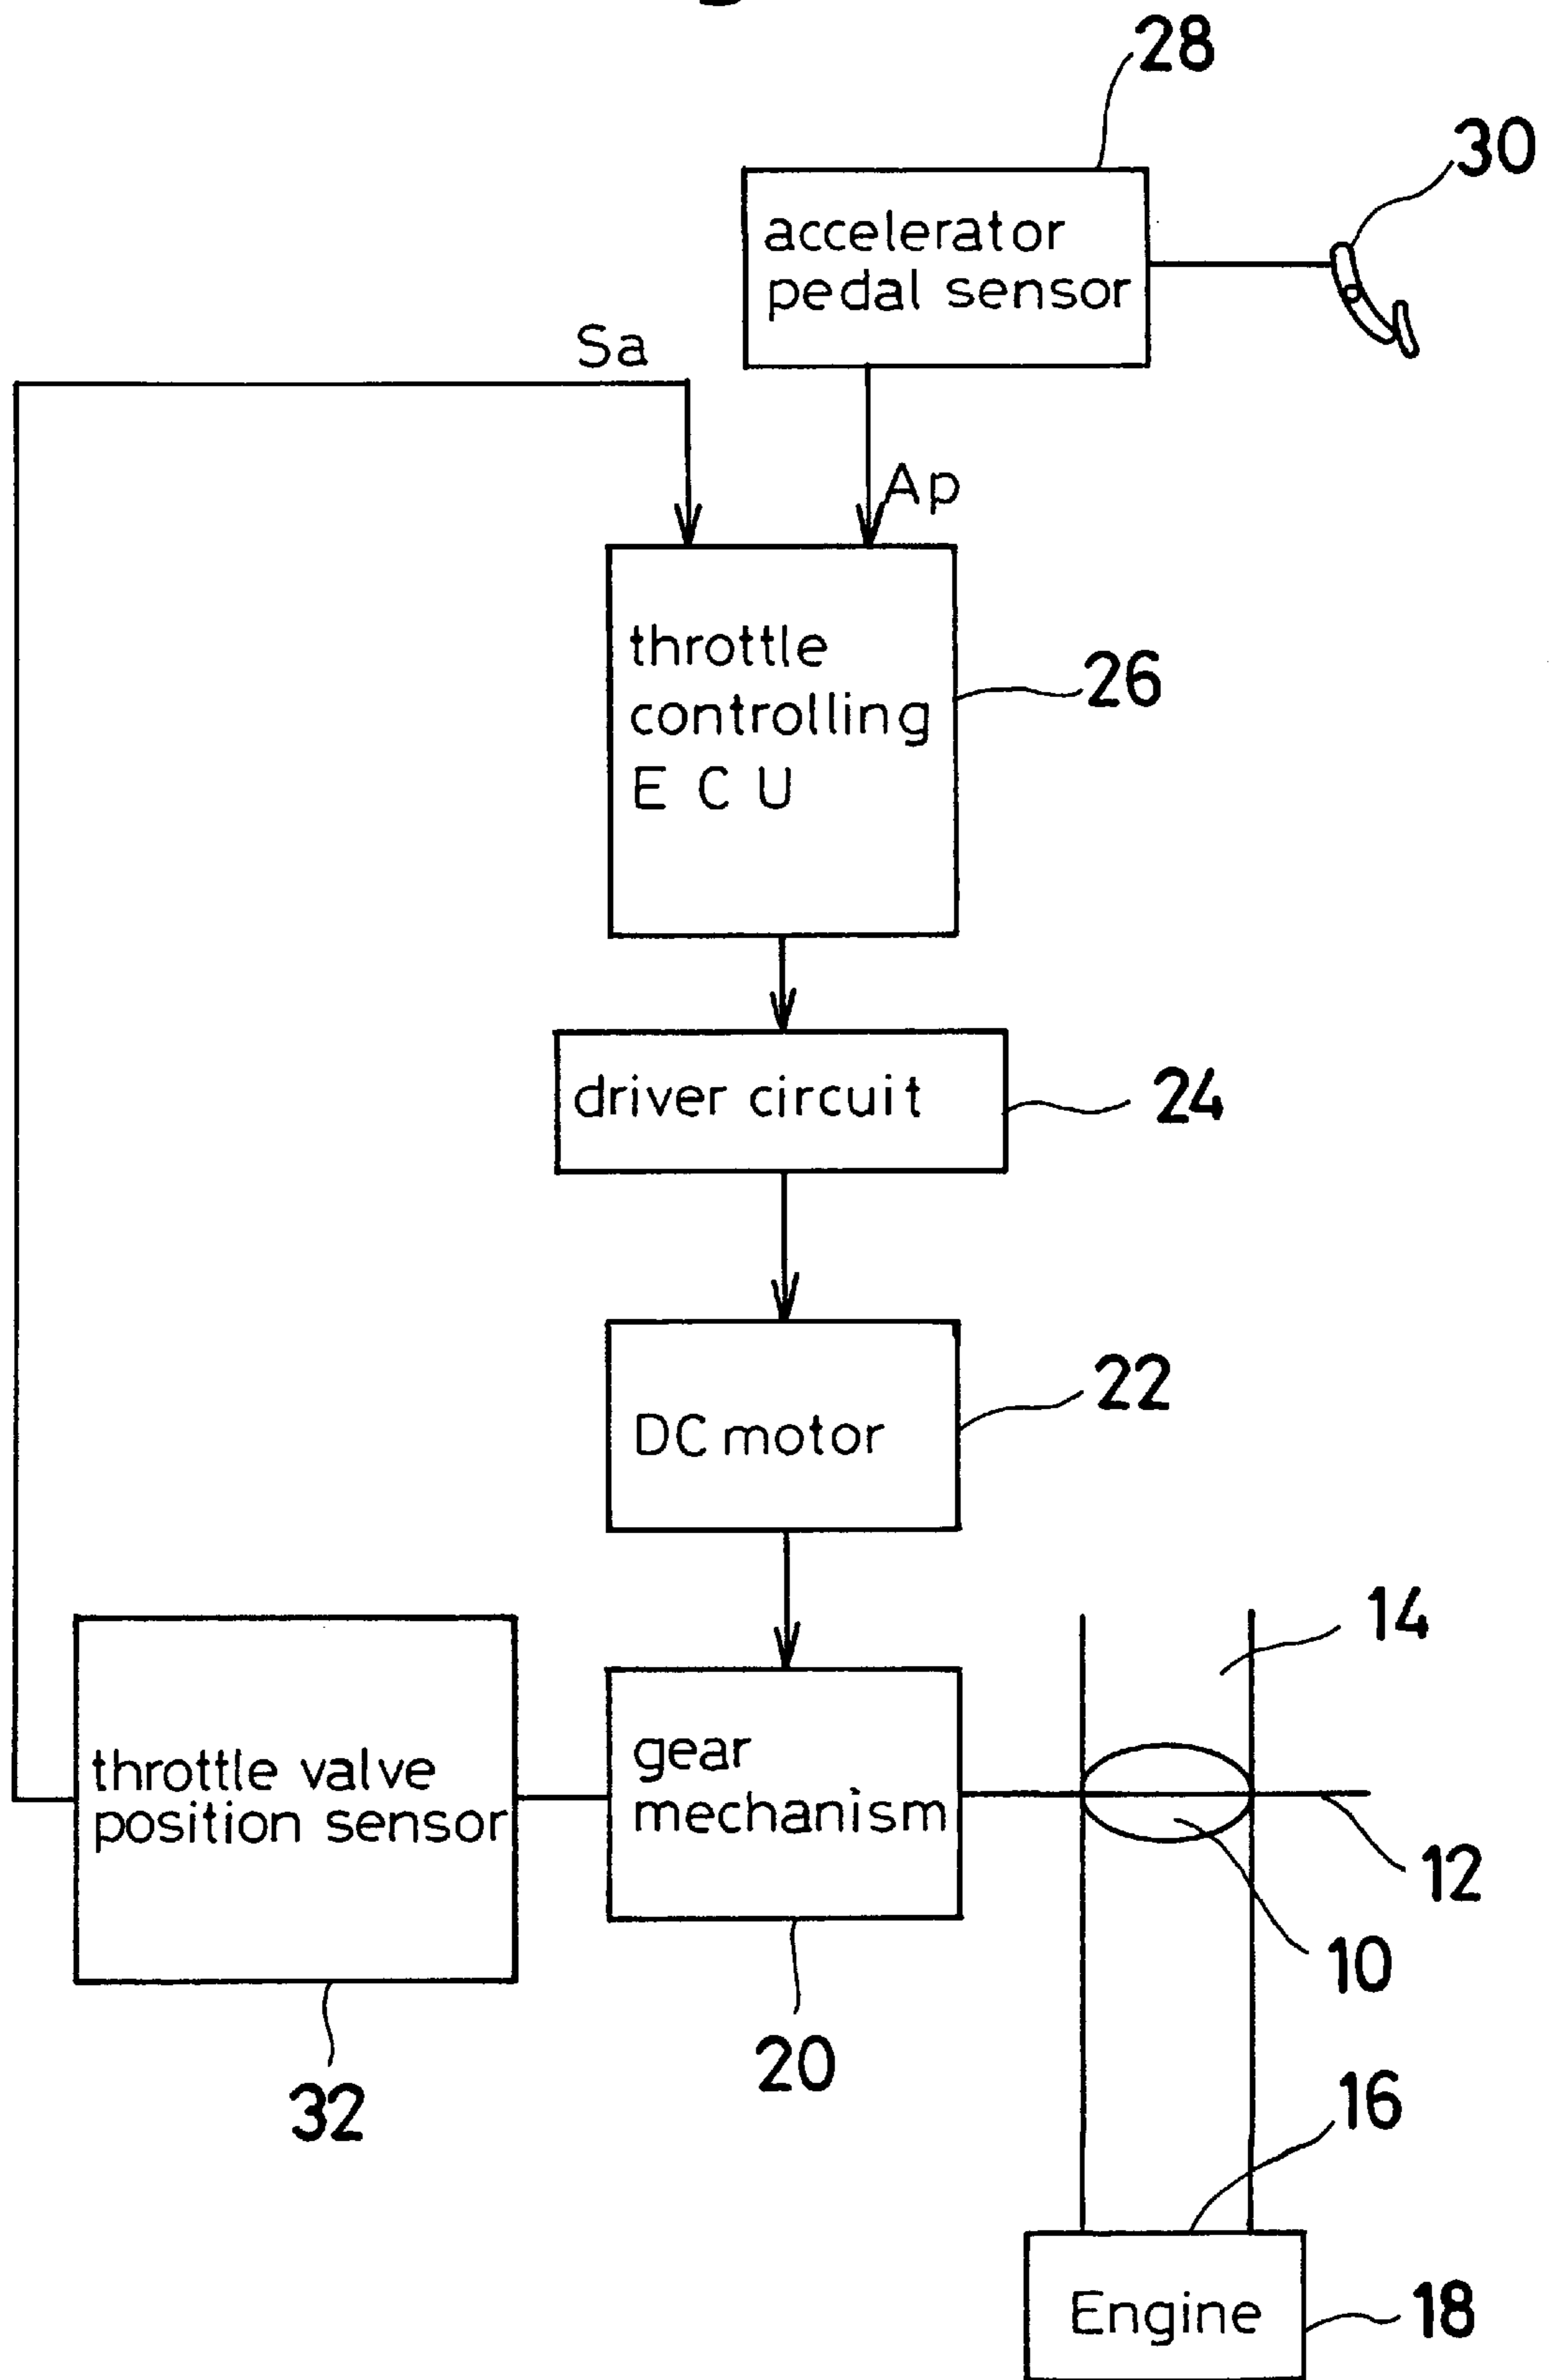 28
30
accelerator
pedal sensor
Sa
Ap
throttle
controlling
E C U
26
driver circuit
24
DC motor
22
14
throttle valve
position sensor
gear
mechanism
12
10
20
32
16
Engine
18